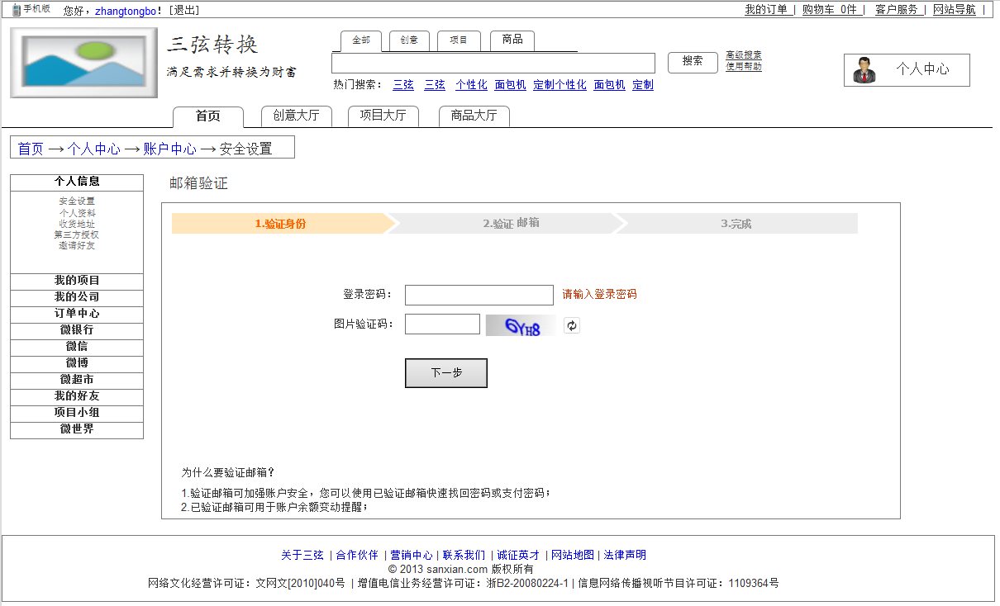 手机版 您好，zhangtongbo！[退出] 我的订单 | 购物车 0件 | 客户服务 | 网站导航 |
全部 创意 项目 商品
三弦转换
搜索 高级搜索
使用帮助
个人中心
满足需求并转换为财富
热门搜索： 三弦 三弦 个性化 面包机 定制个性化 面包机 定制
首页 创意大厅 项目大厅 商品大厅
首页 → 个人中心 → 账户中心 → 安全设置
个人信息
安全设置
个人资料
收货地址
第三方授权
邀请好友
我的项目
我的公司
订单中心
微银行
微信
微博
微超市
我的好友
项目小组
微世界
邮箱验证
1.验证身份 2.验证 邮箱 3.完成
登录密码： 请输入登录密码
图片验证码： 6YH8
下一步
为什么要验证邮箱？
1.验证邮箱可加强账户安全，您可以使用已验证邮箱快速找回密码或支付密码；
2.已验证邮箱可用于账户余额变动提醒；
关于三弦 | 合作伙伴 | 营销中心 | 联系我们 | 诚征英才 | 网站地图 | 法律声明
© 2013 sanxian.com 版权所有
网络文化经营许可证：文网文[2010]040号 | 增值电信业务经营许可证：浙B2-20080224-1 | 信息网络传播视听节目许可证：1109364号